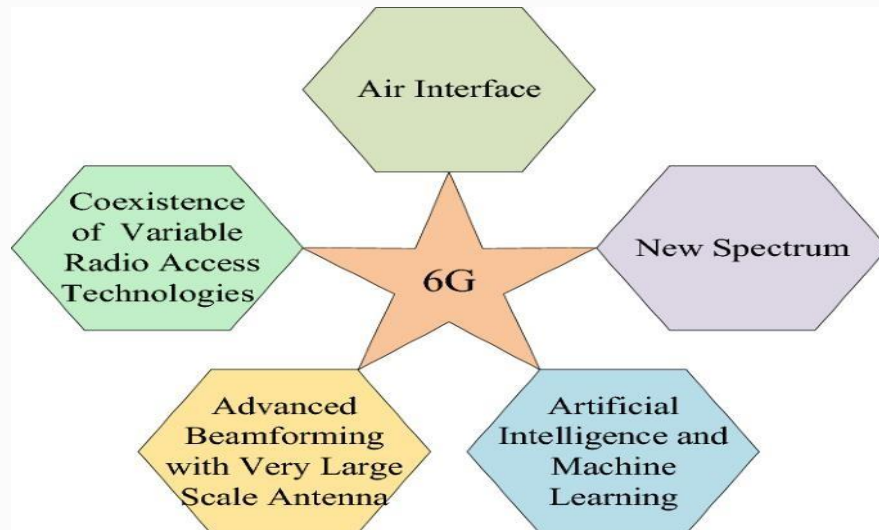 Air Interface
Coexistence
of Variable
Radio Access
Technologies
New Spectrum
6G
Advanced
Beamforming
with Very Large
Scale Antenna
Artificial
Intelligence and
Machine
Learning